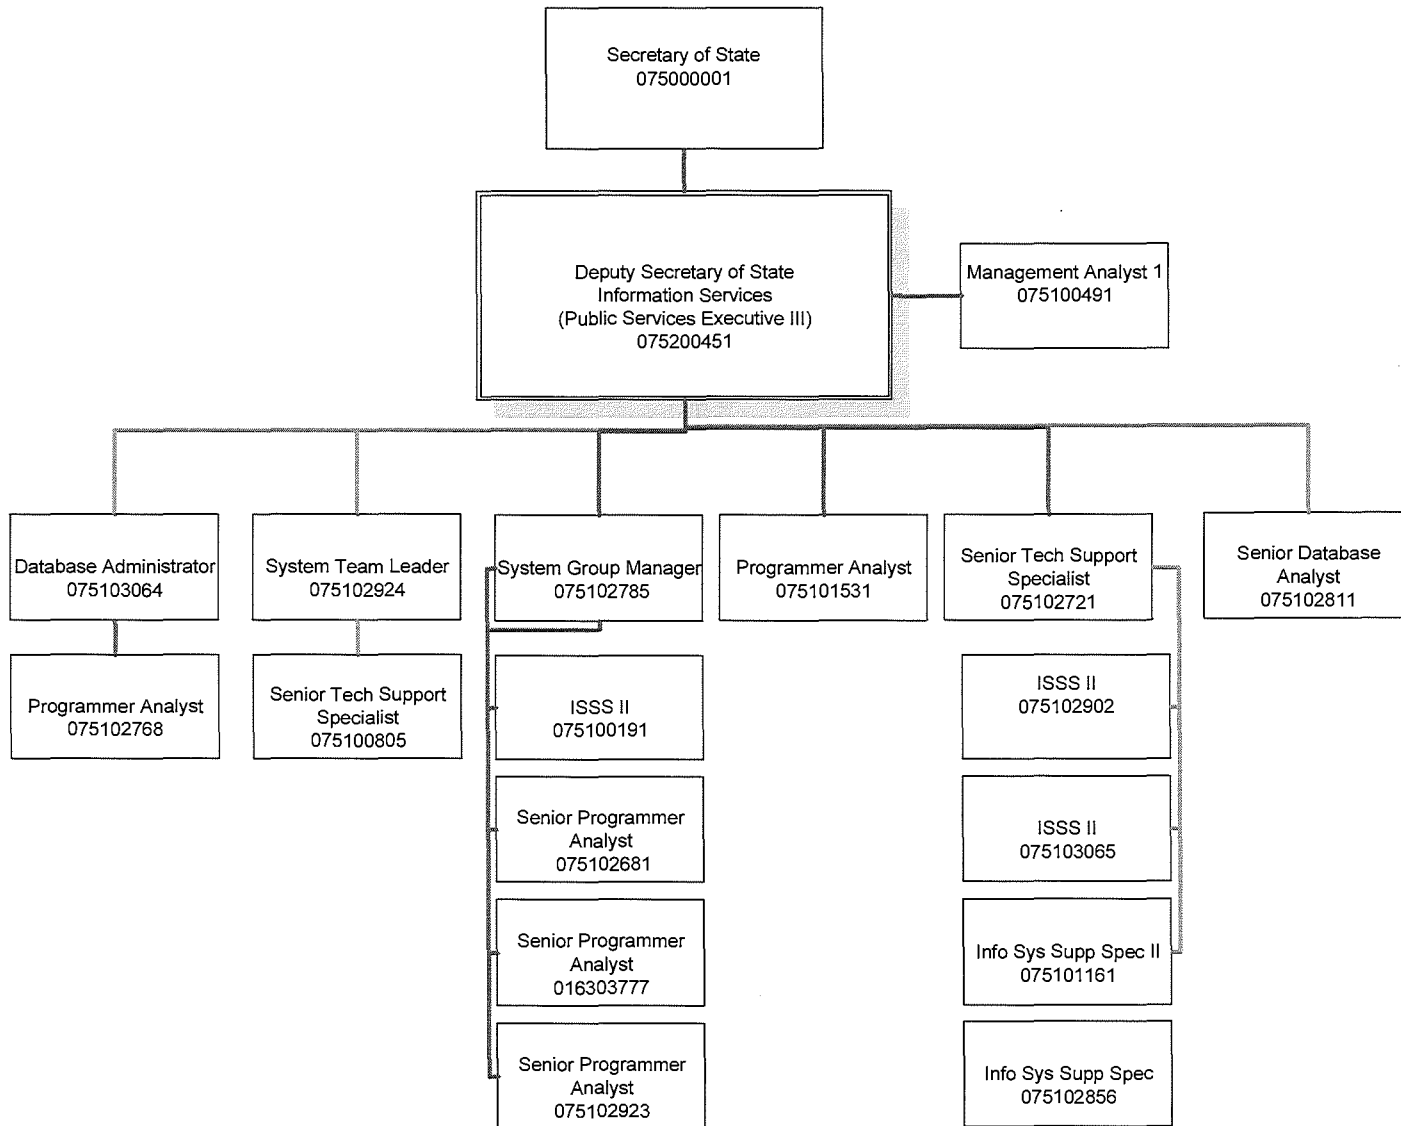 Secretary of State
075000001
Deputy Secretary of State
Information Services
(Public Services Executive III)
075200451
Management Analyst 1
075100491
Database Administrator
075103064
System Team Leader
075102924
System Group Manager
075102785
Programmer Analyst
075101531
Senior Tech Support
Specialist
075102721
Senior Database
Analyst
075102811
Programmer Analyst
075102768
Senior Tech Support
Specialist
075100805
ISSS II
075100191
ISSS II
075102902
Senior Programmer
Analyst
075102681
ISSS II
075103065
Senior Programmer
Analyst
016303777
Info Sys Supp Spec II
075101161
Senior Programmer
Analyst
075102923
Info Sys Supp Spec
075102856